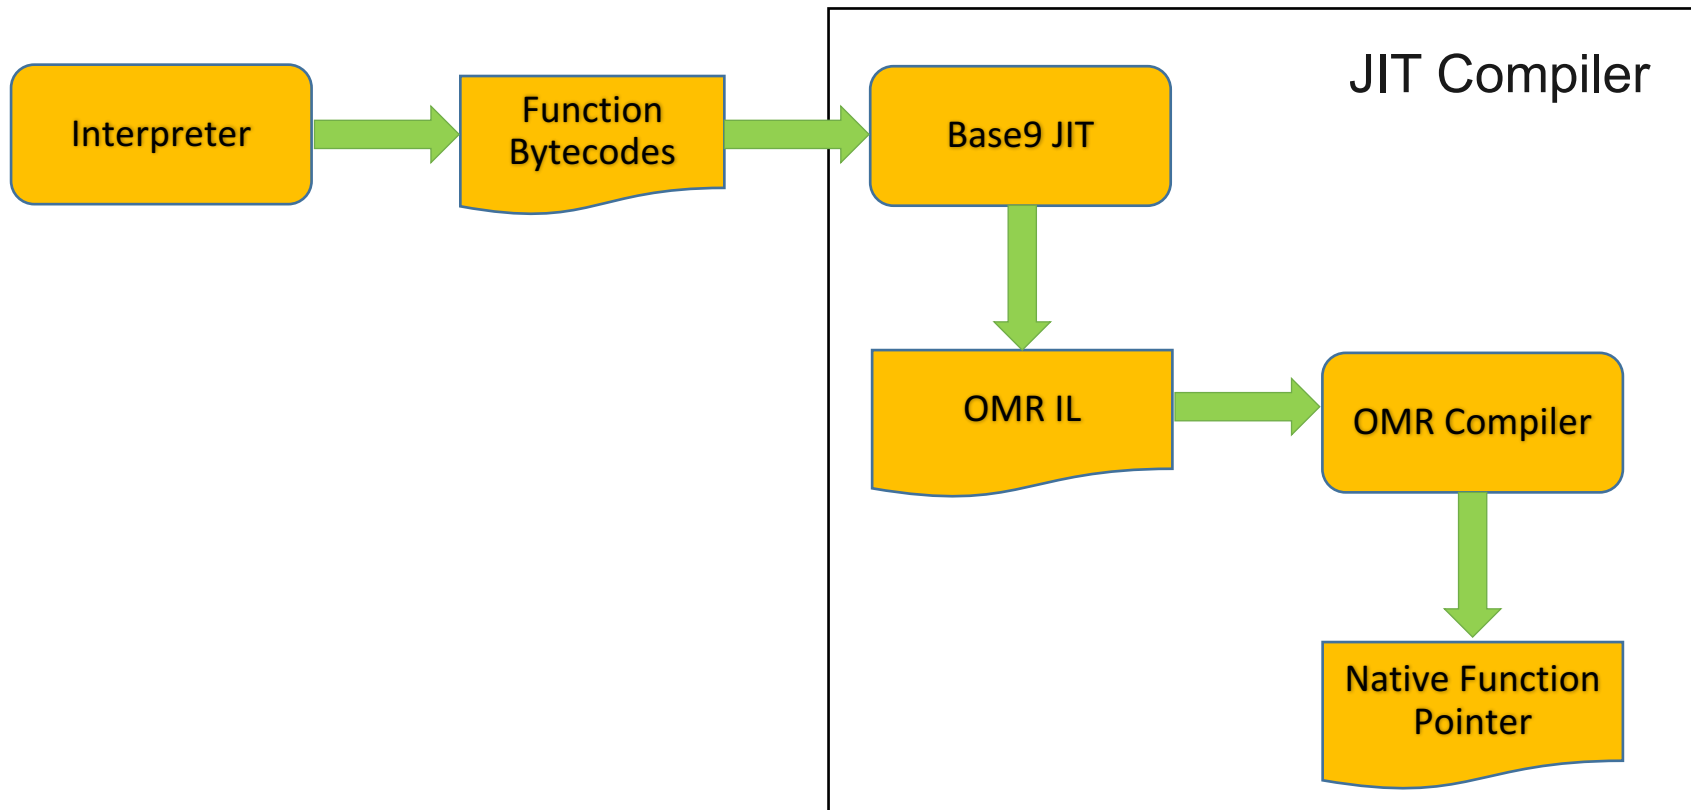 JIT Compiler
Interpreter
Function
Bytecodes
Base9 JIT
OMR IL
OMR Compiler
Native Function
Pointer